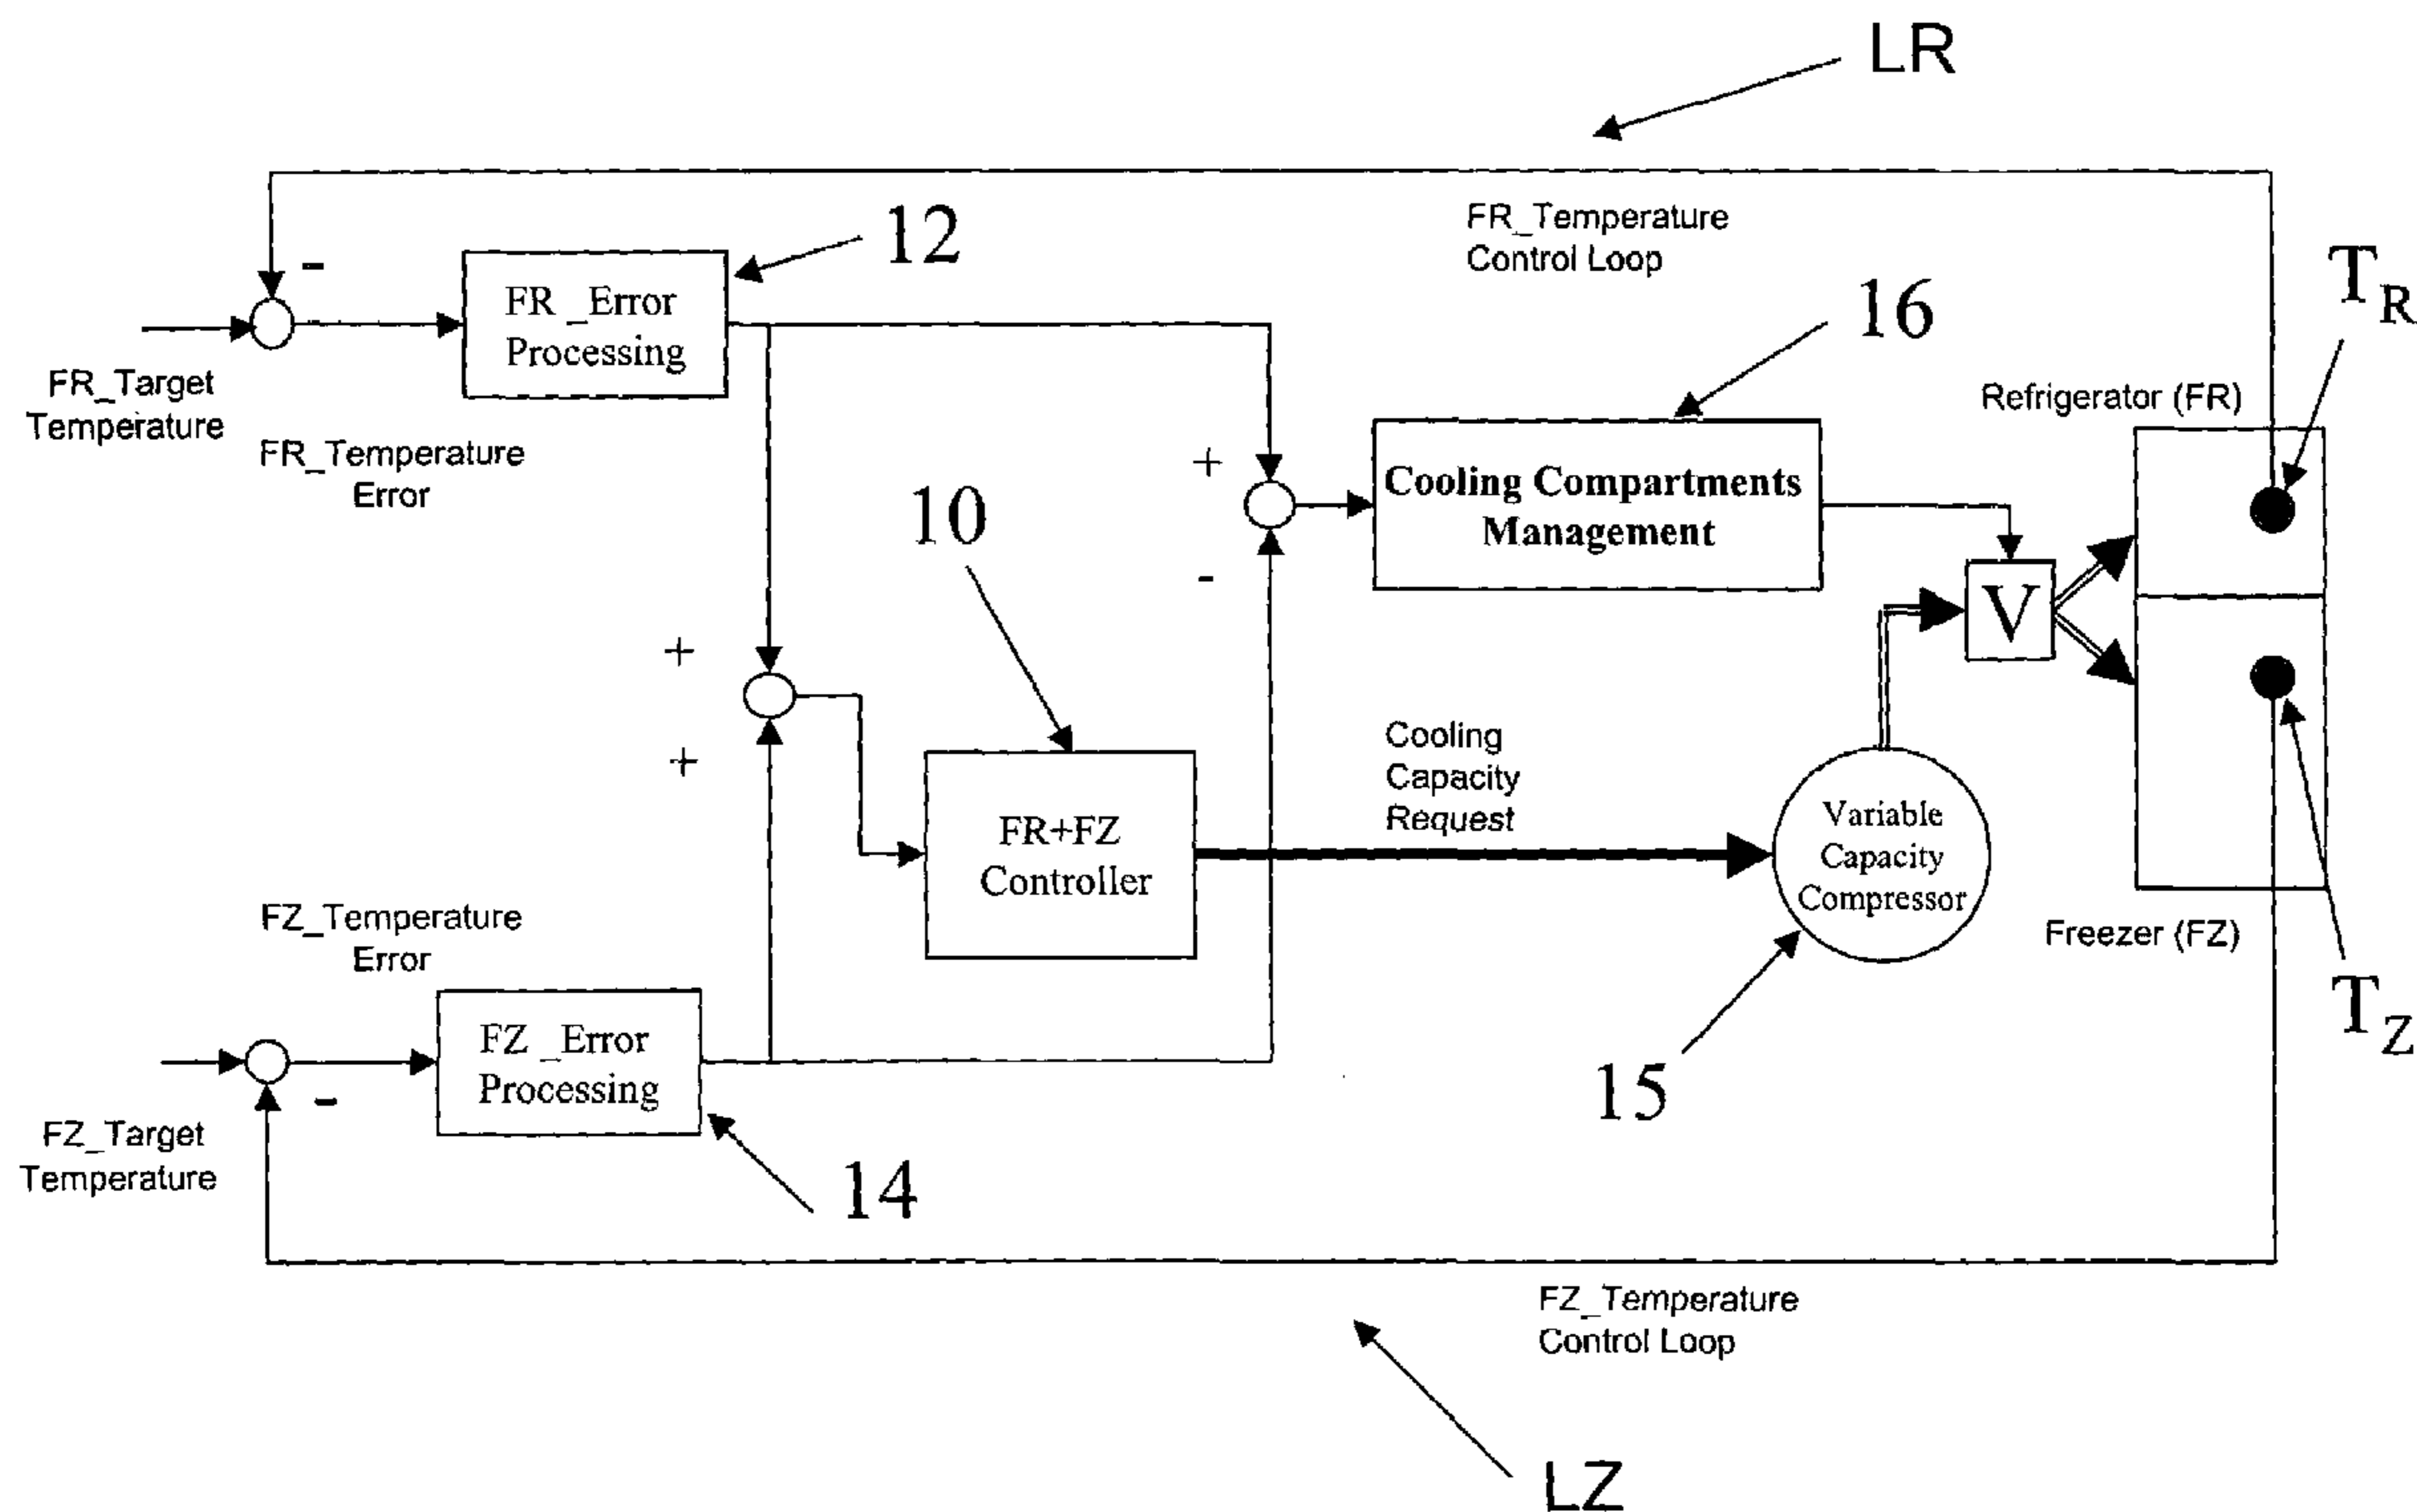 LR
12
FR_Temperature
Control Loop
-
FR _Error
Processing
FR_Target
Temperature
FR_Temperature
Error
16
T_R
Refrigerator (FR)
+
Cooling Compartments
Management
10
-
V
+
+
Cooling
Capacity
Request
FR+FZ
Controller
Variable
Capacity
Compressor
FZ_Temperature
Error
Freezer (FZ)
T_Z
FZ _Error
Processing
-
15
FZ_Target
Temperature
14
FZ_Temperature
Control Loop
LZ